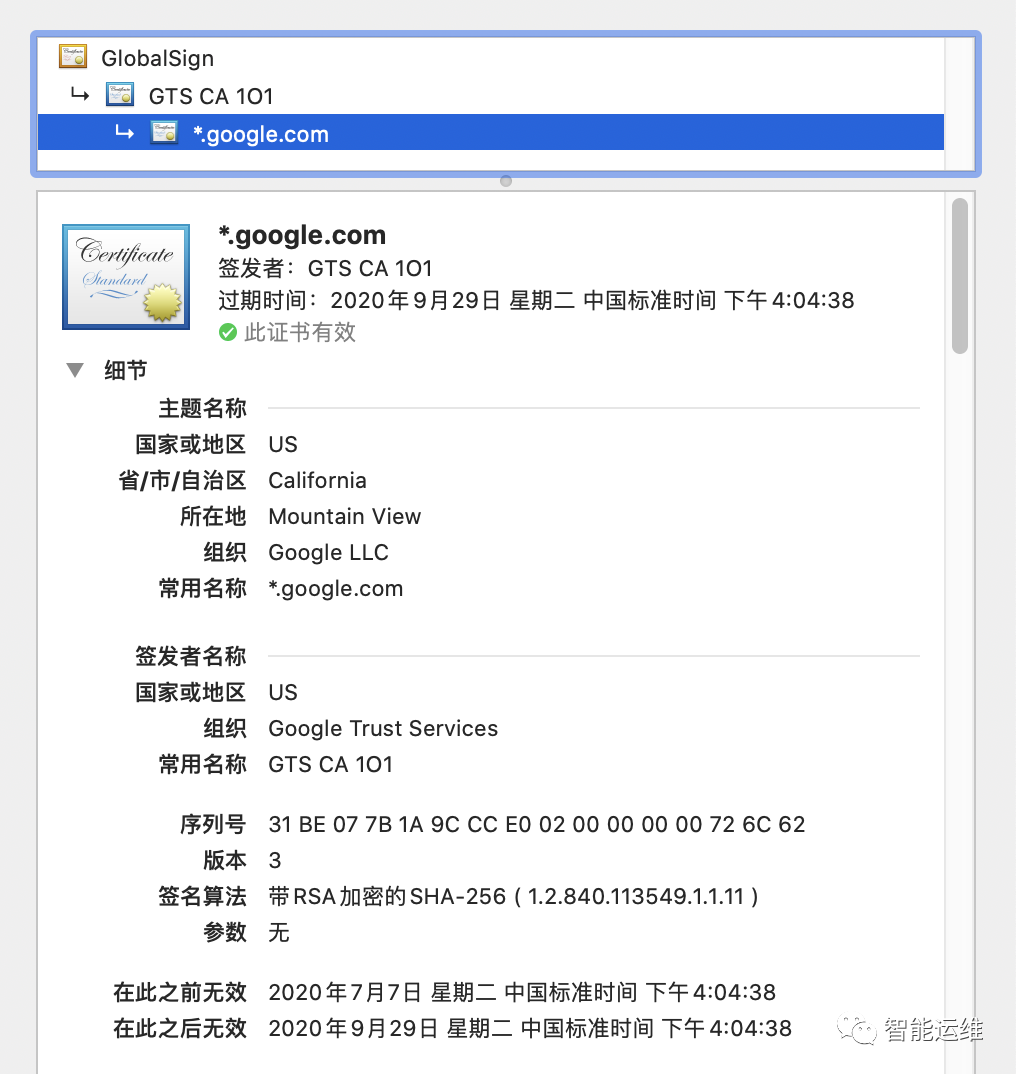 GlobalSign
GTS CA 1O1
*.google.com
Certificate
Standard
*.google.com
签发者：GTS CA 1O1
过期时间：2020年9月29日 星期二 中国标准时间 下午4:04:38
此证书有效
细节
主题名称
国家或地区 US
省/市/自治区 California
所在地 Mountain View
组织 Google LLC
常用名称 *.google.com
签发者名称
国家或地区 US
组织 Google Trust Services
常用名称 GTS CA 1O1
序列号 31 BE 07 7B 1A 9C CC E0 02 00 00 00 00 72 6C 62
版本 3
签名算法 带RSA加密的SHA-256 ( 1.2.840.113549.1.1.11 )
参数 无
在此之前无效 2020年7月7日 星期二 中国标准时间 下午4:04:38
在此之后无效 2020年9月29日 星期二 中国标准时间 下午4:04:38
智能运维